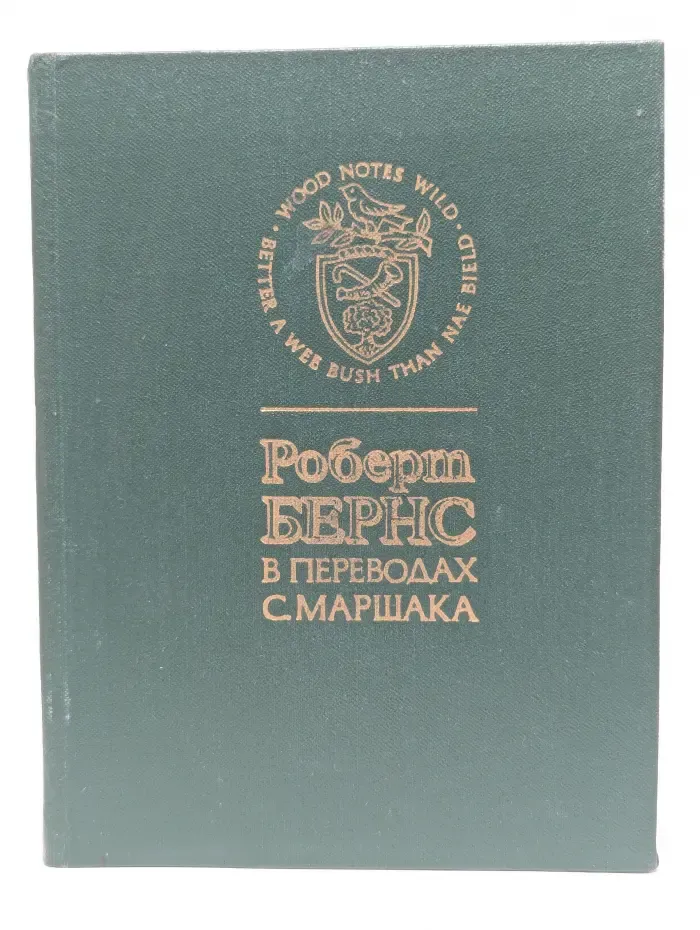 · WOOD NOTES WILD ·
BETTER A WEE BUSH THAN NAE BIELD
Роберт
БЕРНС
В ПЕРЕВОДАХ
С.МАРШАКА